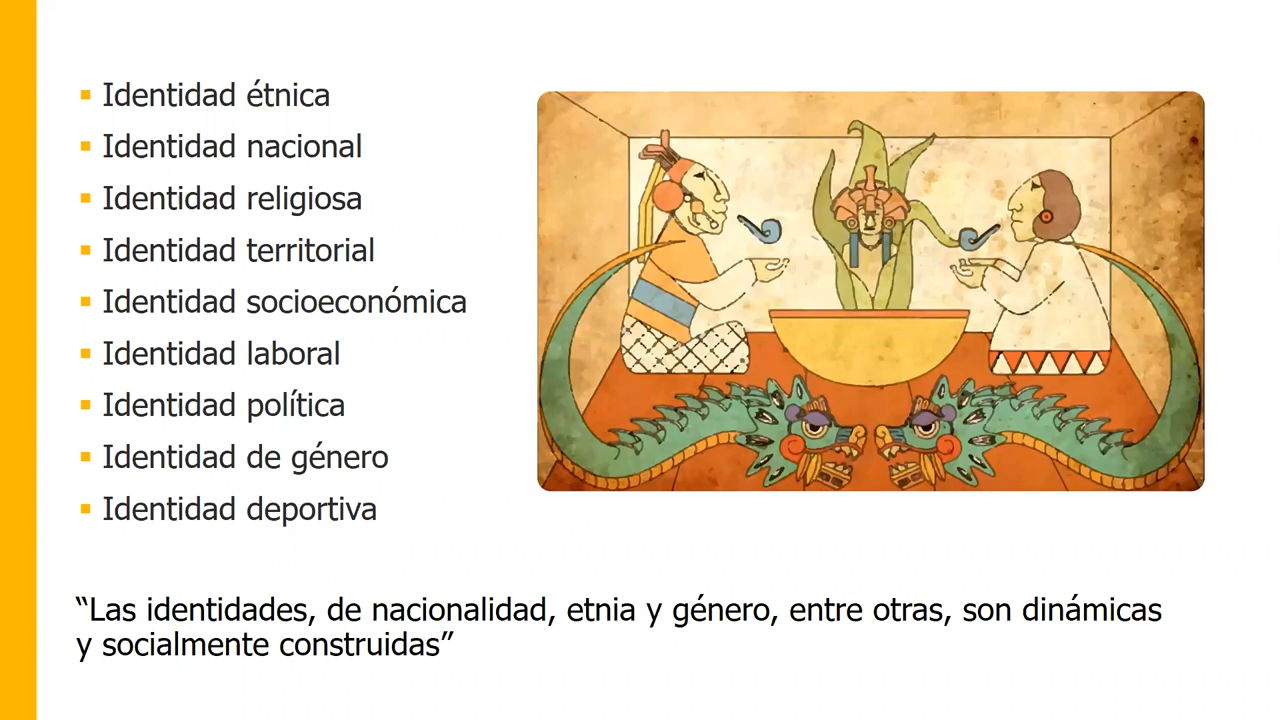 Identidad étnica
Identidad nacional
Identidad religiosa
Identidad territorial
Identidad socioeconómica
Identidad laboral
Identidad política
Identidad de género
Identidad deportiva
“Las identidades, de nacionalidad, etnia y género, entre otras, son dinámicas
y socialmente construidas”